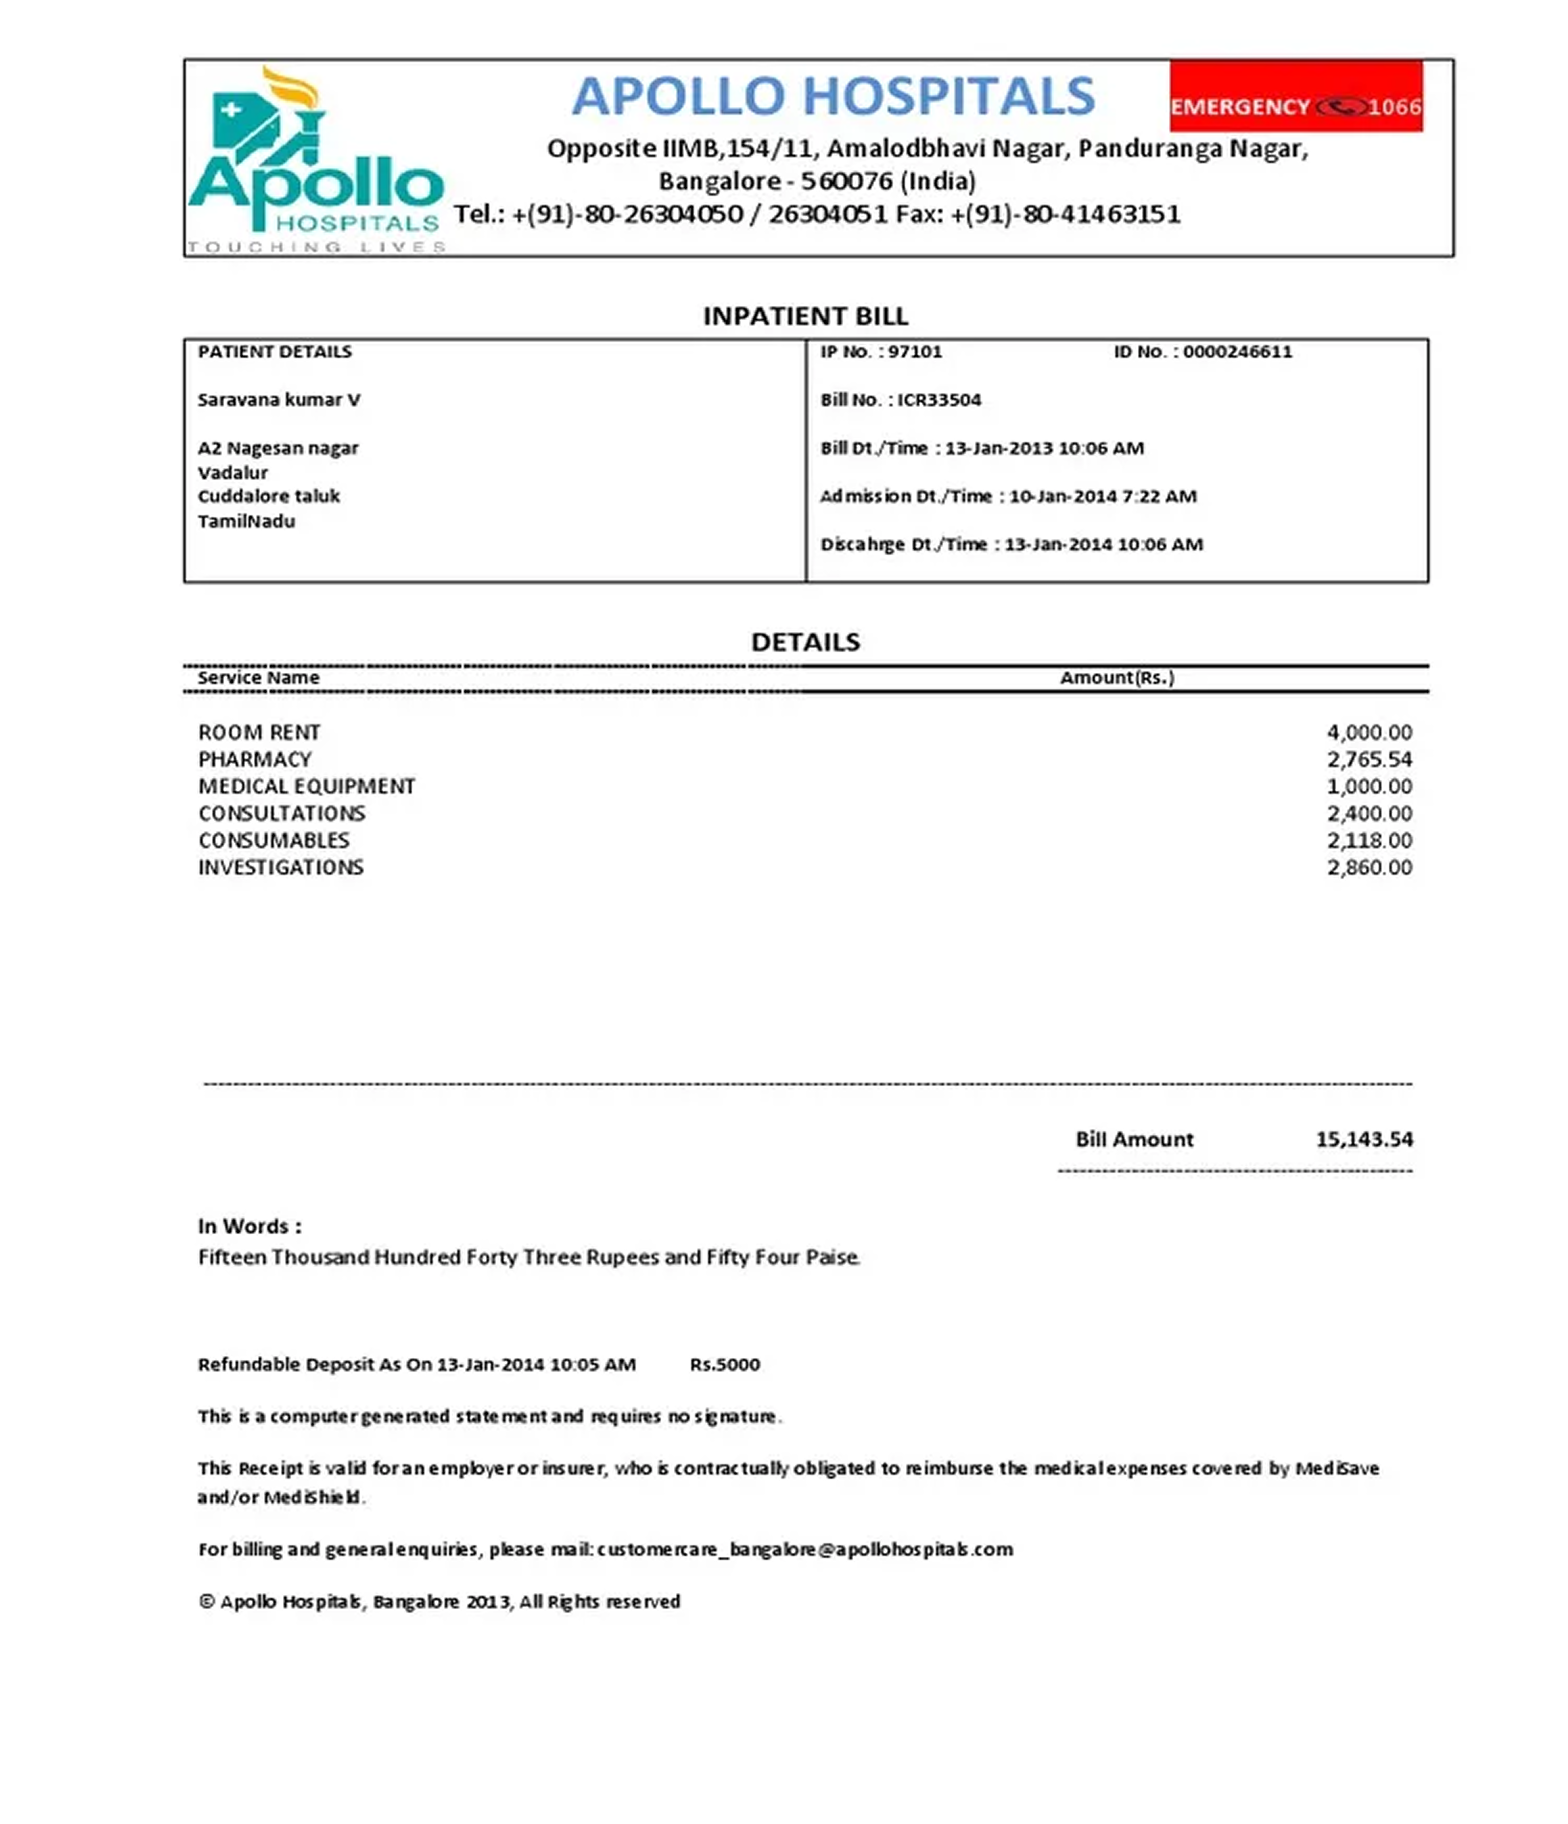 APOLLO HOSPITALS
EMERGENCY 1066
Apollo
HOSPITALS
TOUCHING LIVES
Opposite IIMB,154/11, Amalodbhavi Nagar, Panduranga Nagar,
Bangalore - 560076 (India)
Tel.: +(91)-80-26304050 / 26304051 Fax: +(91)-80-41463151
INPATIENT BILL
PATIENT DETAILS
Saravana kumar V
A2 Nagesan nagar
Vadalur
Cuddalore taluk
TamilNadu
IP No. : 97101 ID No. : 0000246611
Bill No. : ICR33504
Bill Dt./Time : 13-Jan-2013 10:06 AM
Admission Dt./Time : 10-Jan-2014 7:22 AM
Discahrge Dt./Time : 13-Jan-2014 10:06 AM
DETAILS
Service Name Amount(Rs.)
ROOM RENT 4,000.00
PHARMACY 2,765.54
MEDICAL EQUIPMENT 1,000.00
CONSULTATIONS 2,400.00
CONSUMABLES 2,118.00
INVESTIGATIONS 2,860.00
Bill Amount 15,143.54
In Words :
Fifteen Thousand Hundred Forty Three Rupees and Fifty Four Paise.
Refundable Deposit As On 13-Jan-2014 10:05 AM Rs.5000
This is a computer generated statement and requires no signature.
This Receipt is valid for an employer or insurer, who is contractually obligated to reimburse the medical expenses covered by MediSave
and/or MediShield.
For billing and general enquiries, please mail: customercare_bangalore@apollohospitals.com
© Apollo Hospitals, Bangalore 2013, All Rights reserved